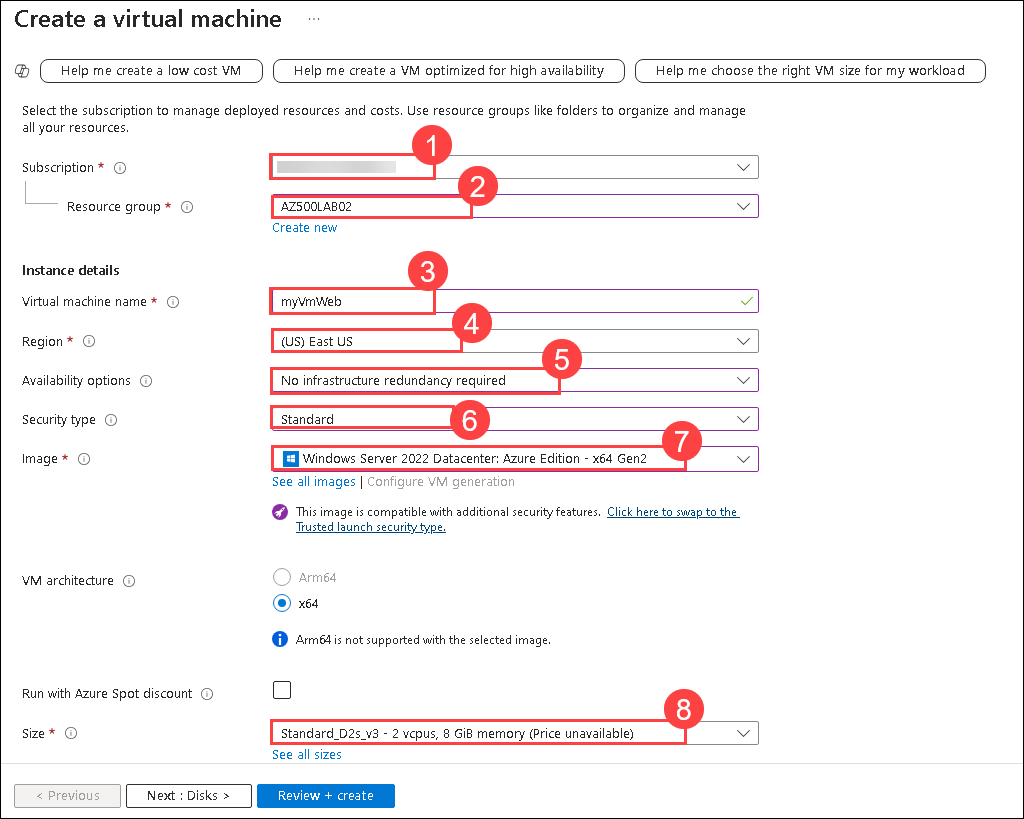 Create a virtual machine ...
Help me create a low cost VM
Help me create a VM optimized for high availability
Help me choose the right VM size for my workload
Select the subscription to manage deployed resources and costs. Use resource groups like folders to organize and manage
all your resources.
1
Subscription *
2
Resource group * AZ500LAB02
Create new
Instance details
3
Virtual machine name * myVmWeb
4
Region * (US) East US
5
Availability options No infrastructure redundancy required
6
Security type Standard
7
Image * Windows Server 2022 Datacenter: Azure Edition - x64 Gen2
See all images | Configure VM generation
This image is compatible with additional security features. Click here to swap to the
Trusted launch security type.
VM architecture
Arm64
x64
Arm64 is not supported with the selected image.
Run with Azure Spot discount
8
Size * Standard_D2s_v3 - 2 vcpus, 8 GiB memory (Price unavailable)
See all sizes
< Previous
Next : Disks >
Review + create